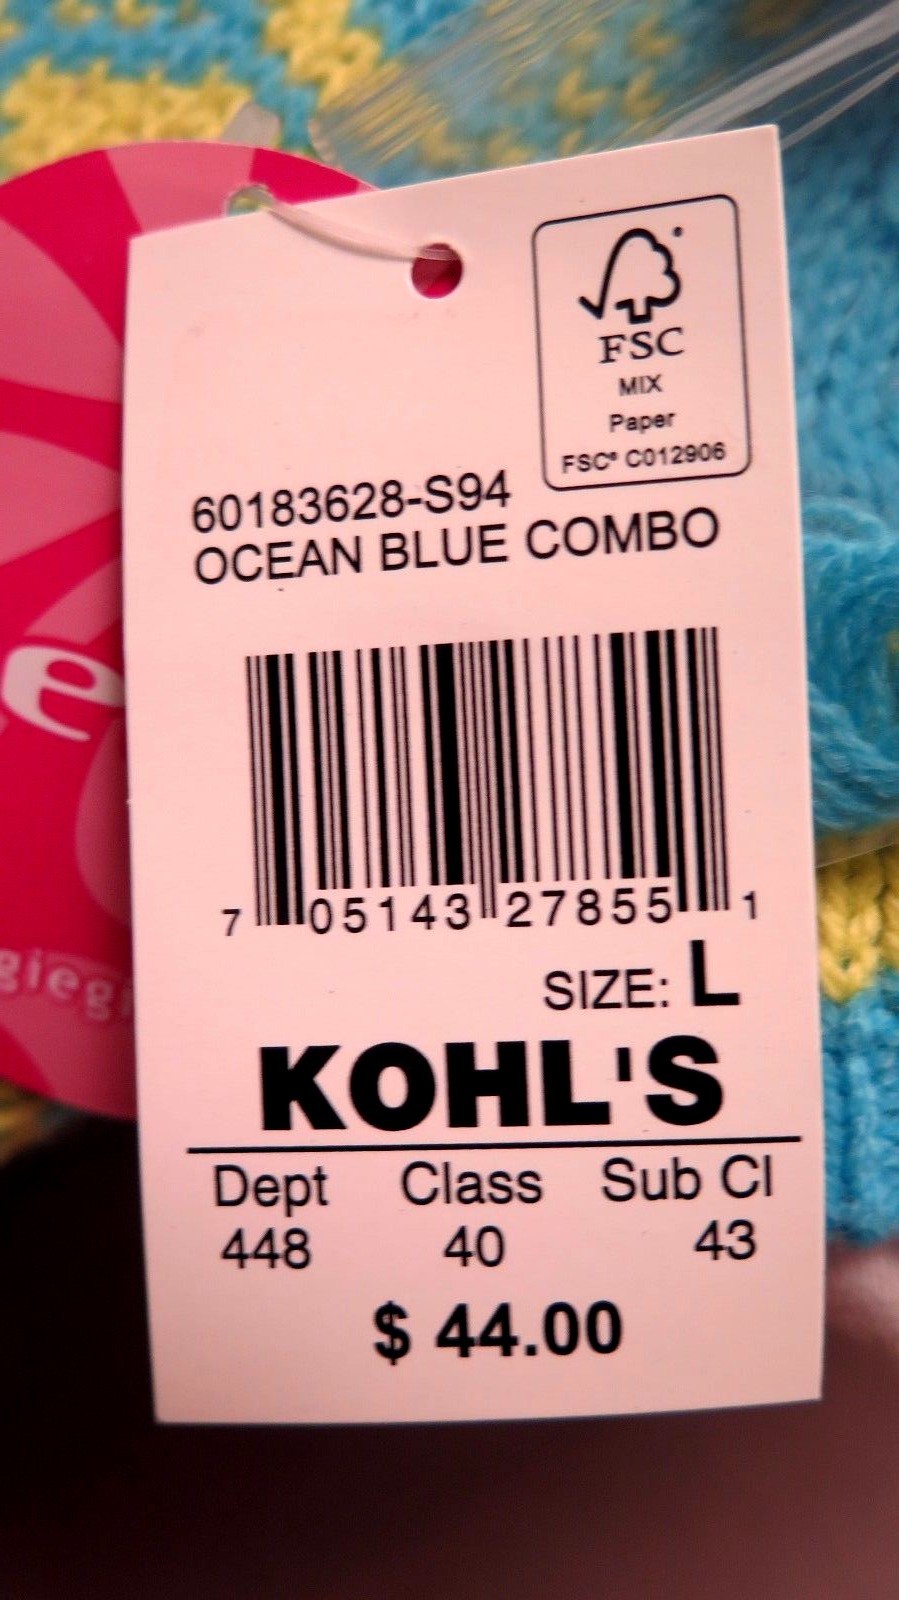 FSC
MIX
Paper
FSC® C012906
60183628-S94
OCEAN BLUE COMBO
7 05143 27855 1
SIZE: L
KOHL'S
Dept Class Sub Cl
448 40 43
$ 44.00
e
gieg